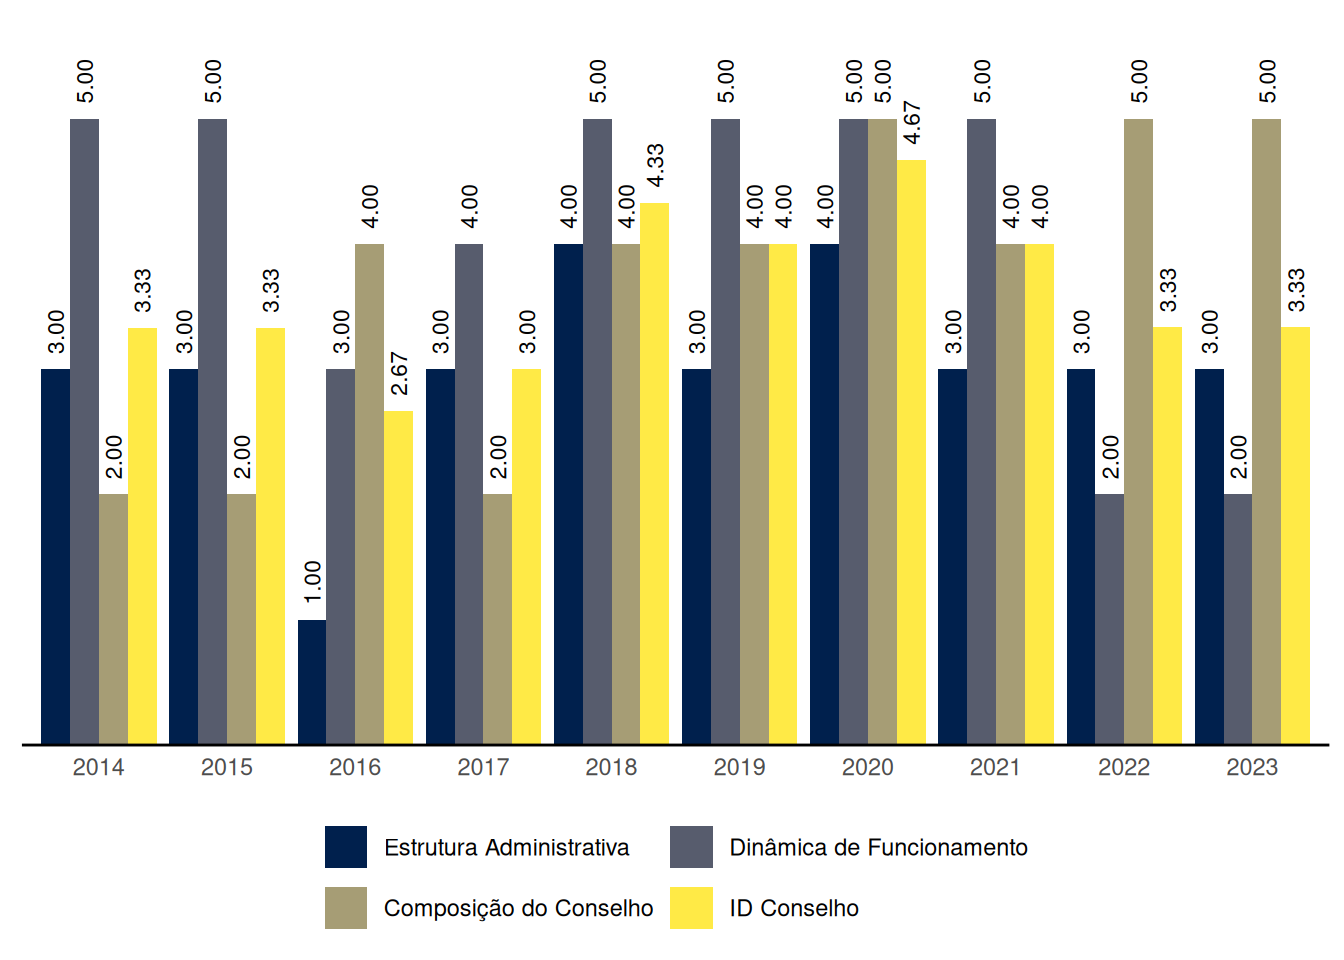 3.00 5.00 2.00 3.33 3.00 5.00 2.00 3.33 1.00 3.00 4.00 2.67 3.00 4.00 2.00 3.00 4.00 5.00 4.00 4.33 3.00 5.00 4.00 4.00 4.00 5.00 5.00 4.67 3.00 5.00 4.00 4.00 3.00 2.00 5.00 3.33 3.00 2.00 5.00 3.33
2014 2015 2016 2017 2018 2019 2020 2021 2022 2023
Estrutura Administrativa Dinâmica de Funcionamento
Composição do Conselho ID Conselho